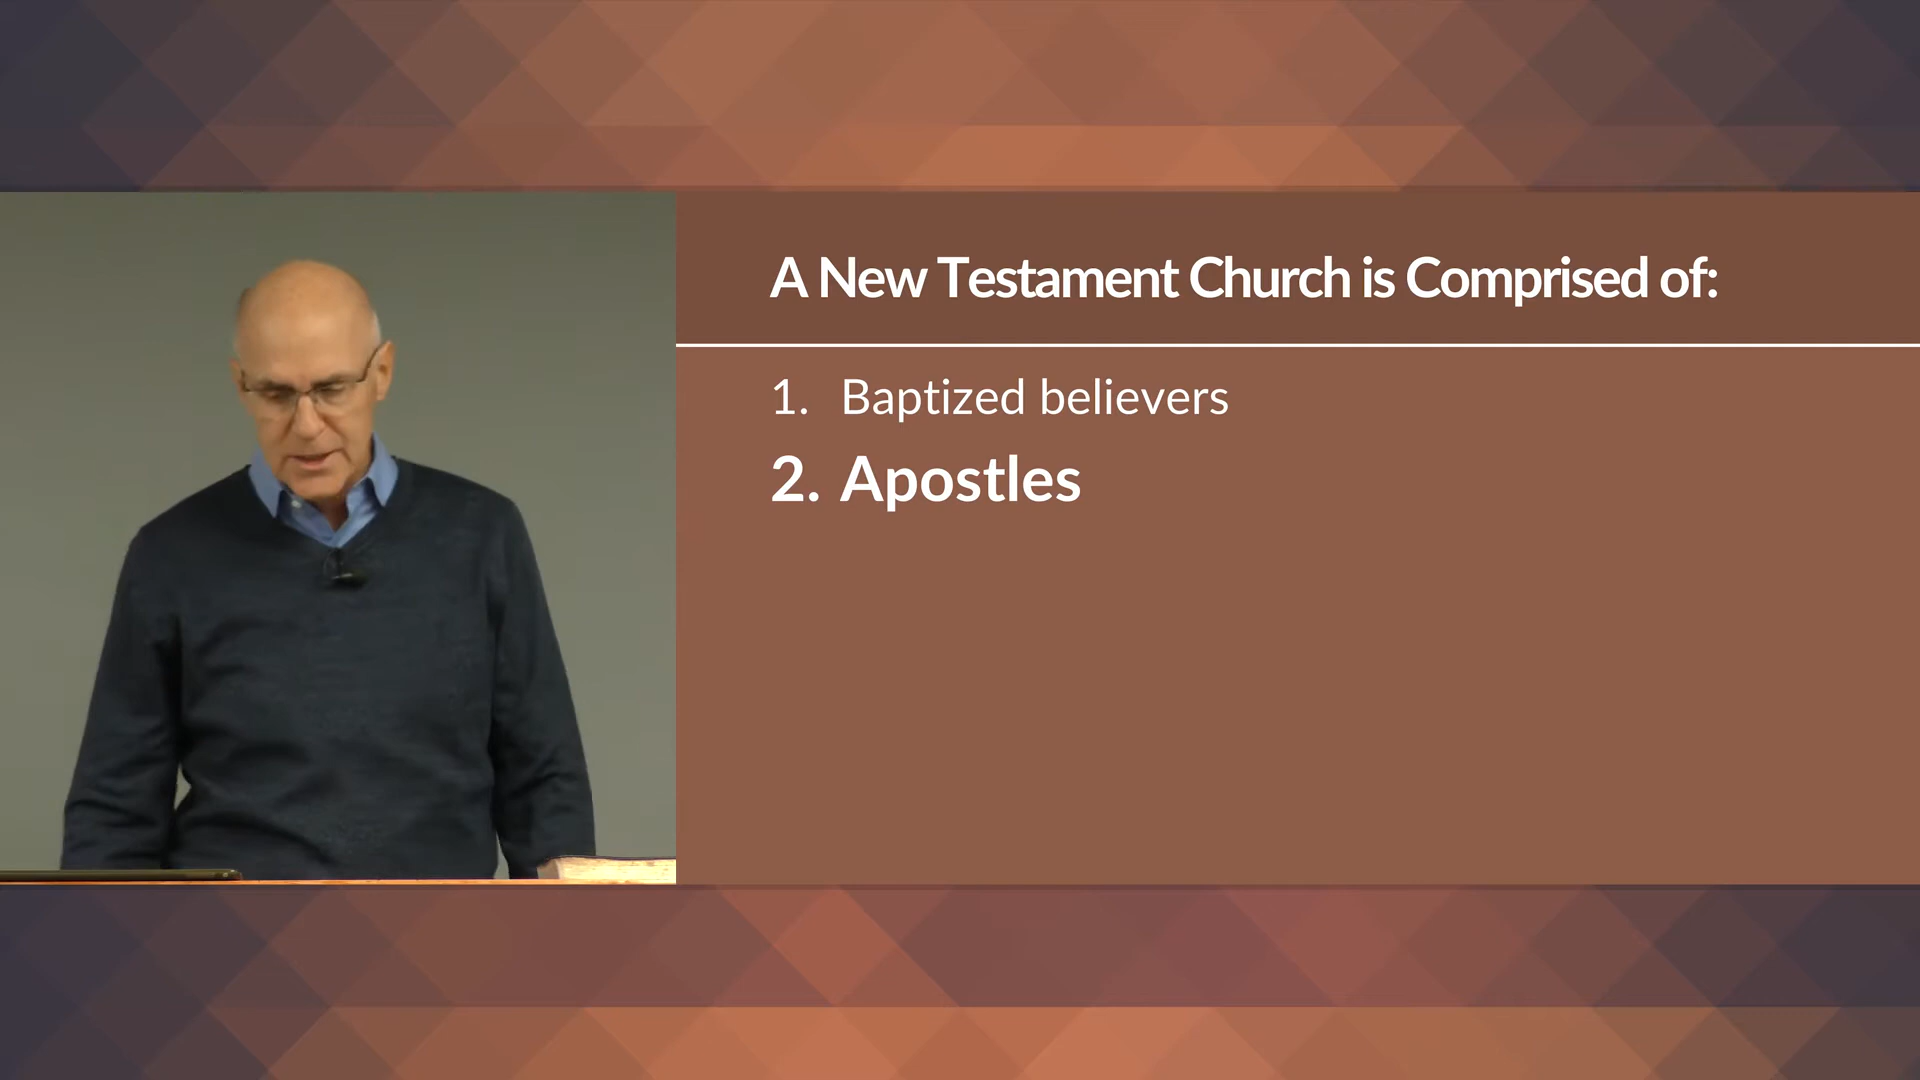 A New Testament Church is Comprised of:
1. Baptized believers
2. Apostles